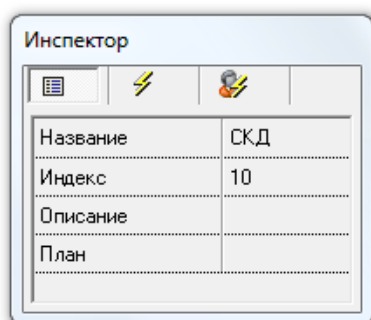 Инспектор
Название СКД
Индекс 10
Описание
План